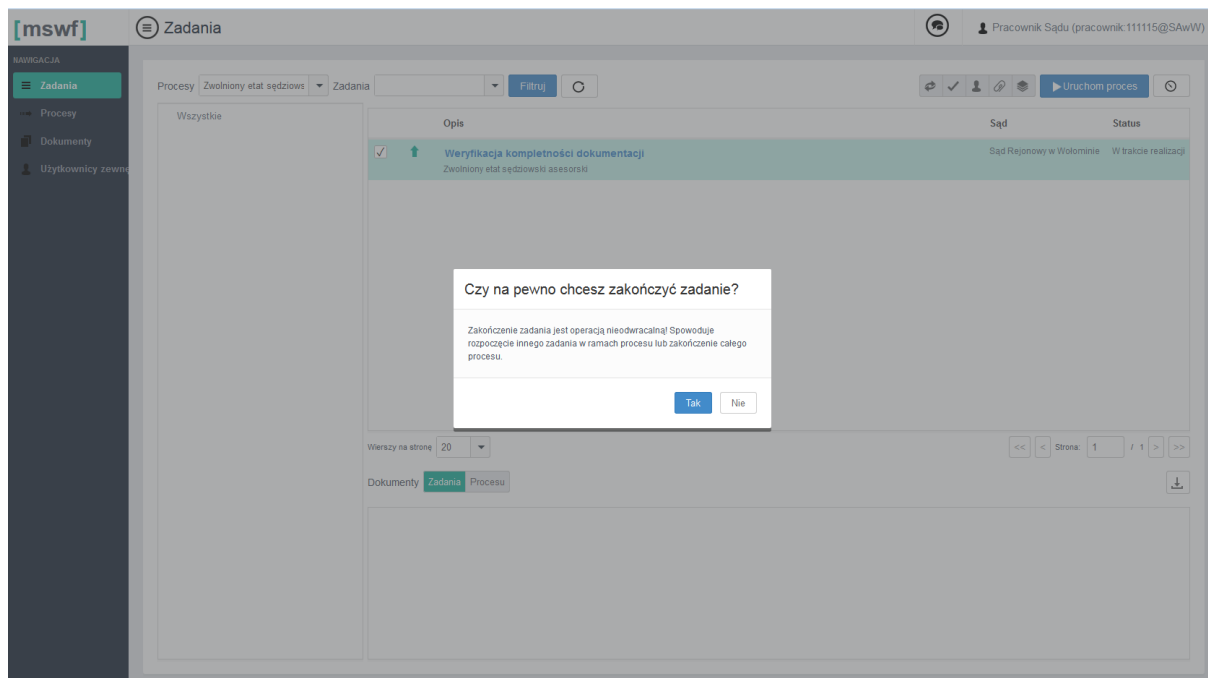 [mswf]
Zadania
Pracownik Sądu (pracownik:111115@SAwW)
NAWIGACJA
Zadania
Procesy
Dokumenty
Użytkownicy zewnę
Procesy Zwolniony etat sędziows Zadania Filtruj Uruchom proces
Wszystkie
Opis Sąd Status
Weryfikacja kompletności dokumentacji Sąd Rejonowy w Wołominie W trakcie realizacji
Zwolniony etat sędziowski asesorski
Czy na pewno chcesz zakończyć zadanie?
Zakończenie zadania jest operacją nieodwracalną! Spowoduje
rozpoczęcie innego zadania w ramach procesu lub zakończenie całego
procesu.
Tak Nie
Wierszy na stronę 20 << < Strona: 1 / 1 > >>
Dokumenty Zadania Procesu